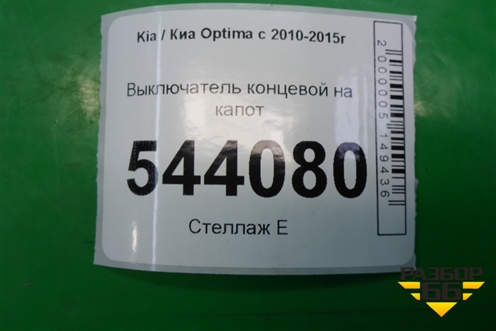 Kia / Киа Optima с 2010-2015г
Выключатель концевой на
капот
544080
Стеллаж Е
2000005149436
РАЗБОР
66